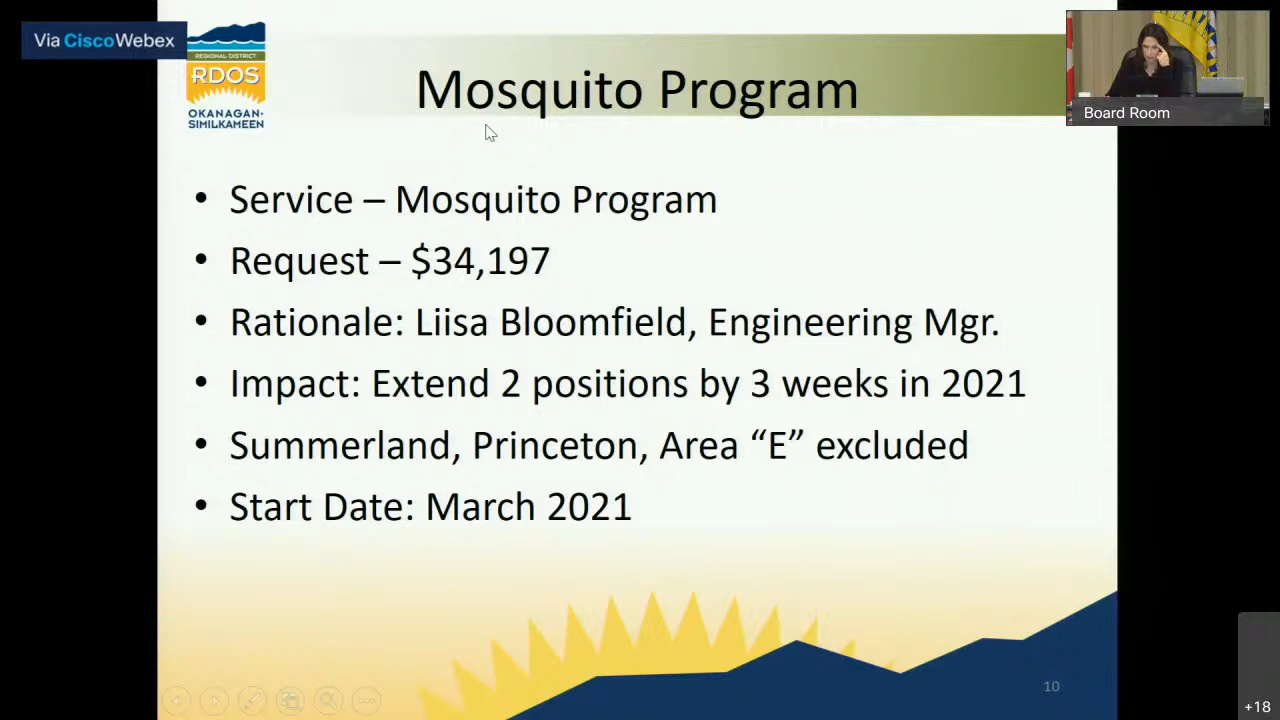 Via CiscoWebex
REGIONAL DISTRICT
RDOS
OKANAGAN-
SIMILKAMEEN
Mosquito Program
Board Room
• Service – Mosquito Program
• Request – $34,197
• Rationale: Liisa Bloomfield, Engineering Mgr.
• Impact: Extend 2 positions by 3 weeks in 2021
• Summerland, Princeton, Area “E” excluded
• Start Date: March 2021
10
+18